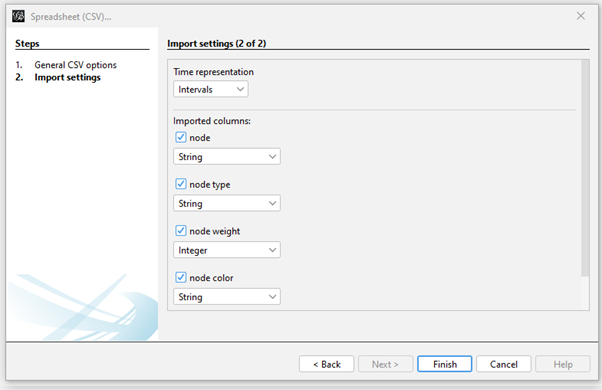 Spreadsheet (CSV)...
Steps
1. General CSV options
2. Import settings
Import settings (2 of 2)
Time representation
Intervals
Imported columns:
node
String
node type
String
node weight
Integer
node color
String
< Back
Next >
Finish
Cancel
Help